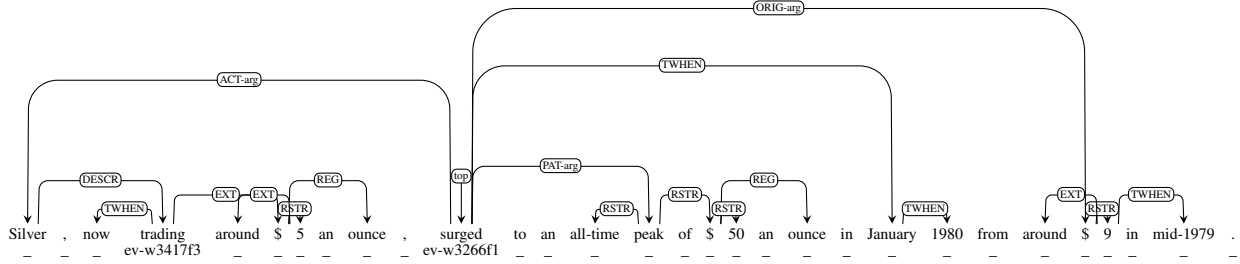 ORIG-arg
ACT-arg TWHEN
top PAT-arg
DESCR EXT EXT REG RSTR REG EXT TWHEN
TWHEN RSTR RSTR RSTR TWHEN RSTR
Silver , now trading around $ 5 an ounce , surged to an all-time peak of $ 50 an ounce in January 1980 from around $ 9 in mid-1979 .
_ _ _ ev-w3417f3 _ _ _ _ _ _ ev-w3266f1 _ _ _ _ _ _ _ _ _ _ _ _ _ _ _ _ _ _ _